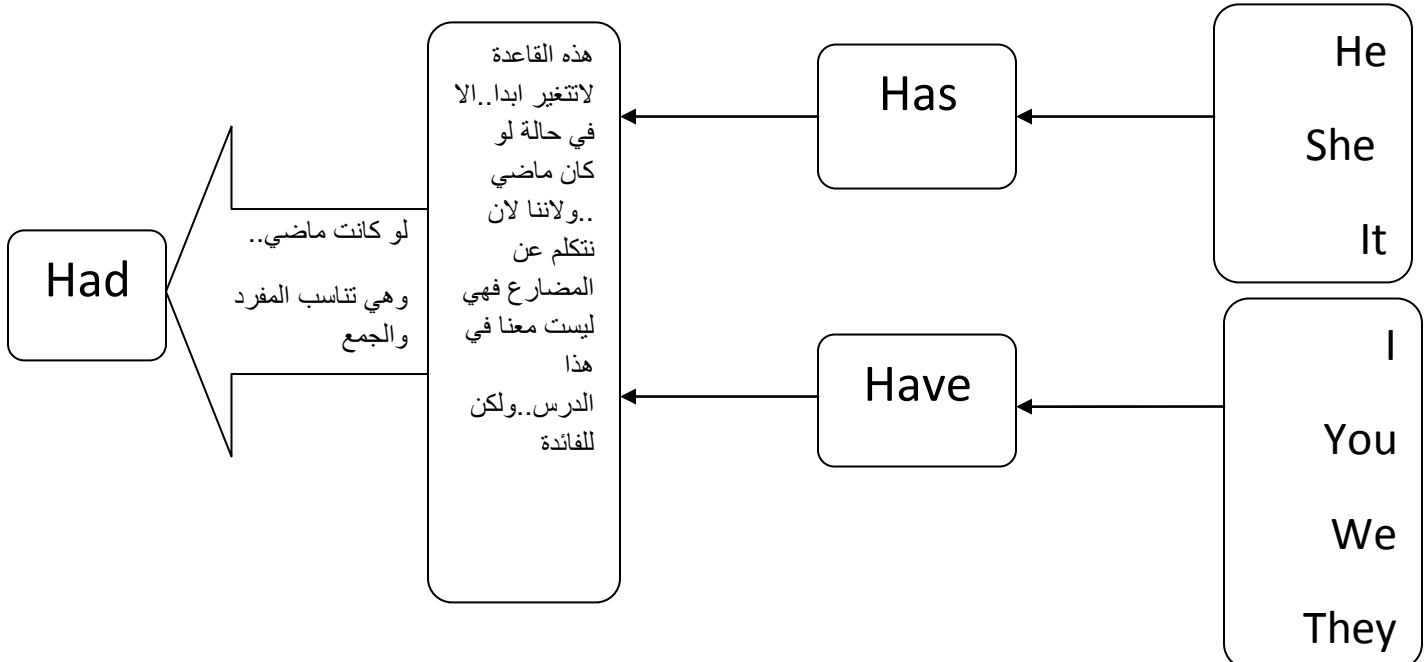 He
She
It
I
You
We
They
Has
Have
هذه القاعدة
لاتتغير ابدا..الا
في حالة لو
كان ماضي
..ولاننا لان
نتكلم عن
المضارع فهي
ليست معنا في
هذا
الدرس..ولكن
للفائدة
لو كانت ماضي..
وهي تناسب المفرد
والجمع
Had